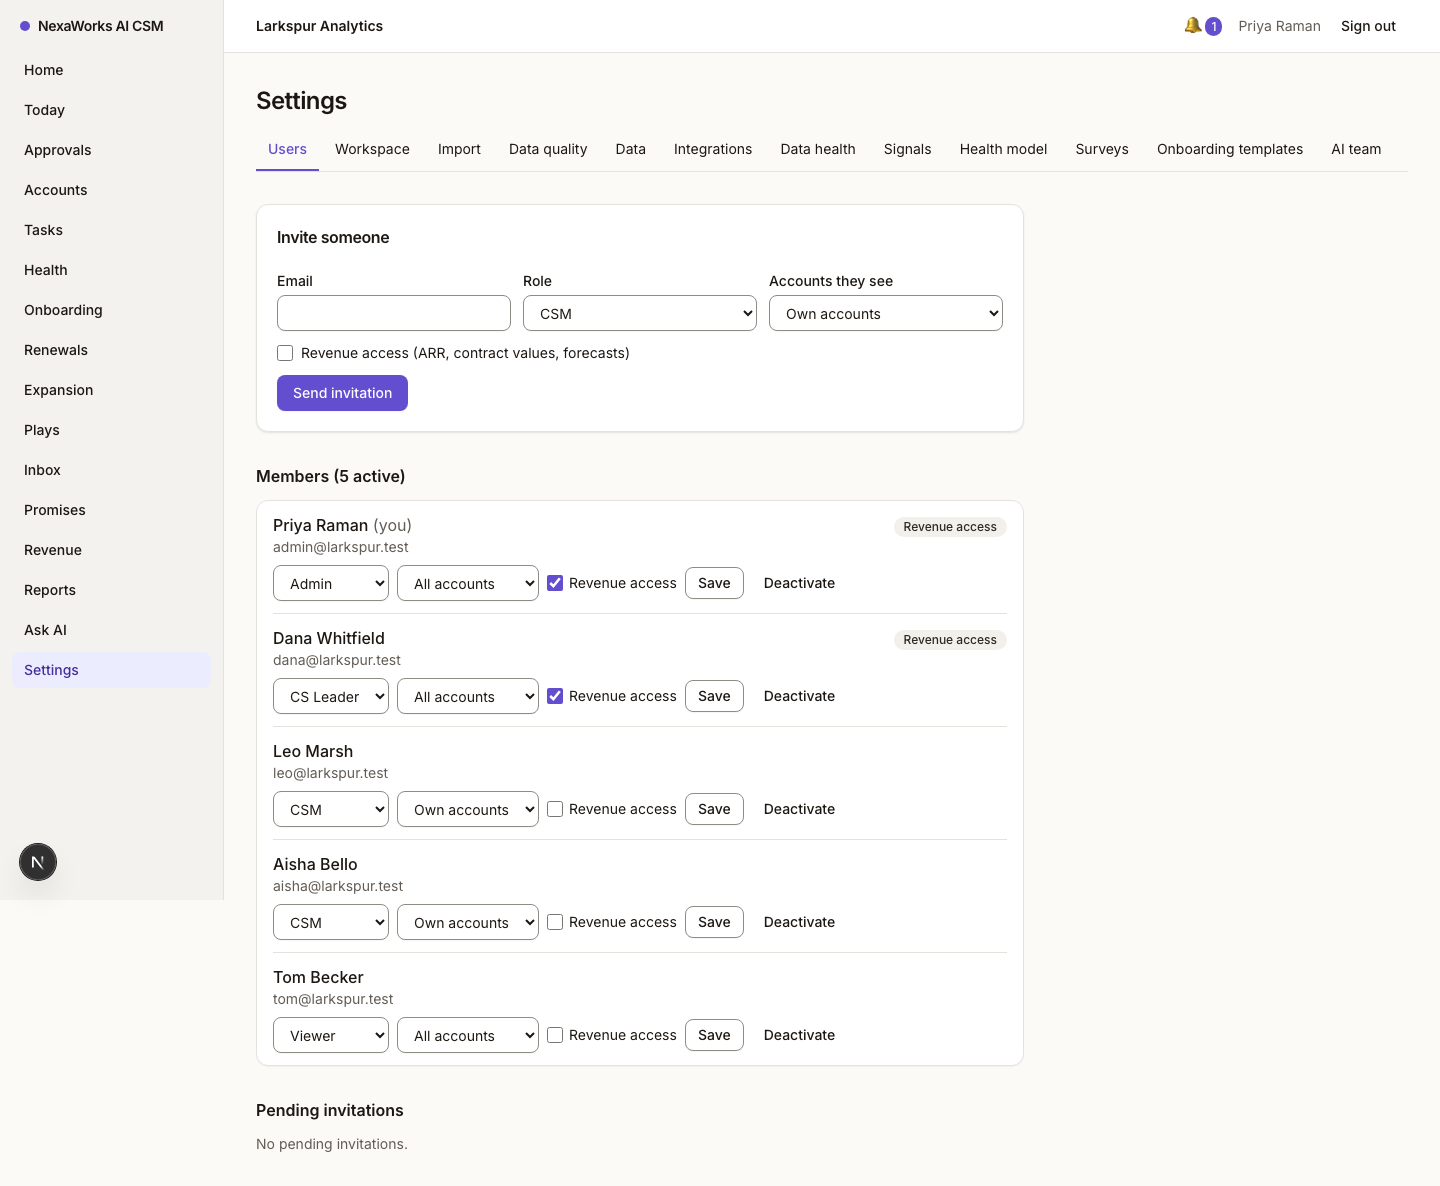 NexaWorks AI CSM
Home
Today
Approvals
Accounts
Tasks
Health
Onboarding
Renewals
Expansion
Plays
Inbox
Promises
Revenue
Reports
Ask AI
Settings
N
Larkspur Analytics
1 Priya Raman Sign out
Settings
Users Workspace Import Data quality Data Integrations Data health Signals Health model Surveys Onboarding templates AI team
Invite someone
Email Role Accounts they see
CSM Own accounts
Revenue access (ARR, contract values, forecasts)
Send invitation
Members (5 active)
Priya Raman (you) Revenue access
admin@larkspur.test
Admin All accounts Revenue access Save Deactivate
Dana Whitfield Revenue access
dana@larkspur.test
CS Leader All accounts Revenue access Save Deactivate
Leo Marsh
leo@larkspur.test
CSM Own accounts Revenue access Save Deactivate
Aisha Bello
aisha@larkspur.test
CSM Own accounts Revenue access Save Deactivate
Tom Becker
tom@larkspur.test
Viewer All accounts Revenue access Save Deactivate
Pending invitations
No pending invitations.